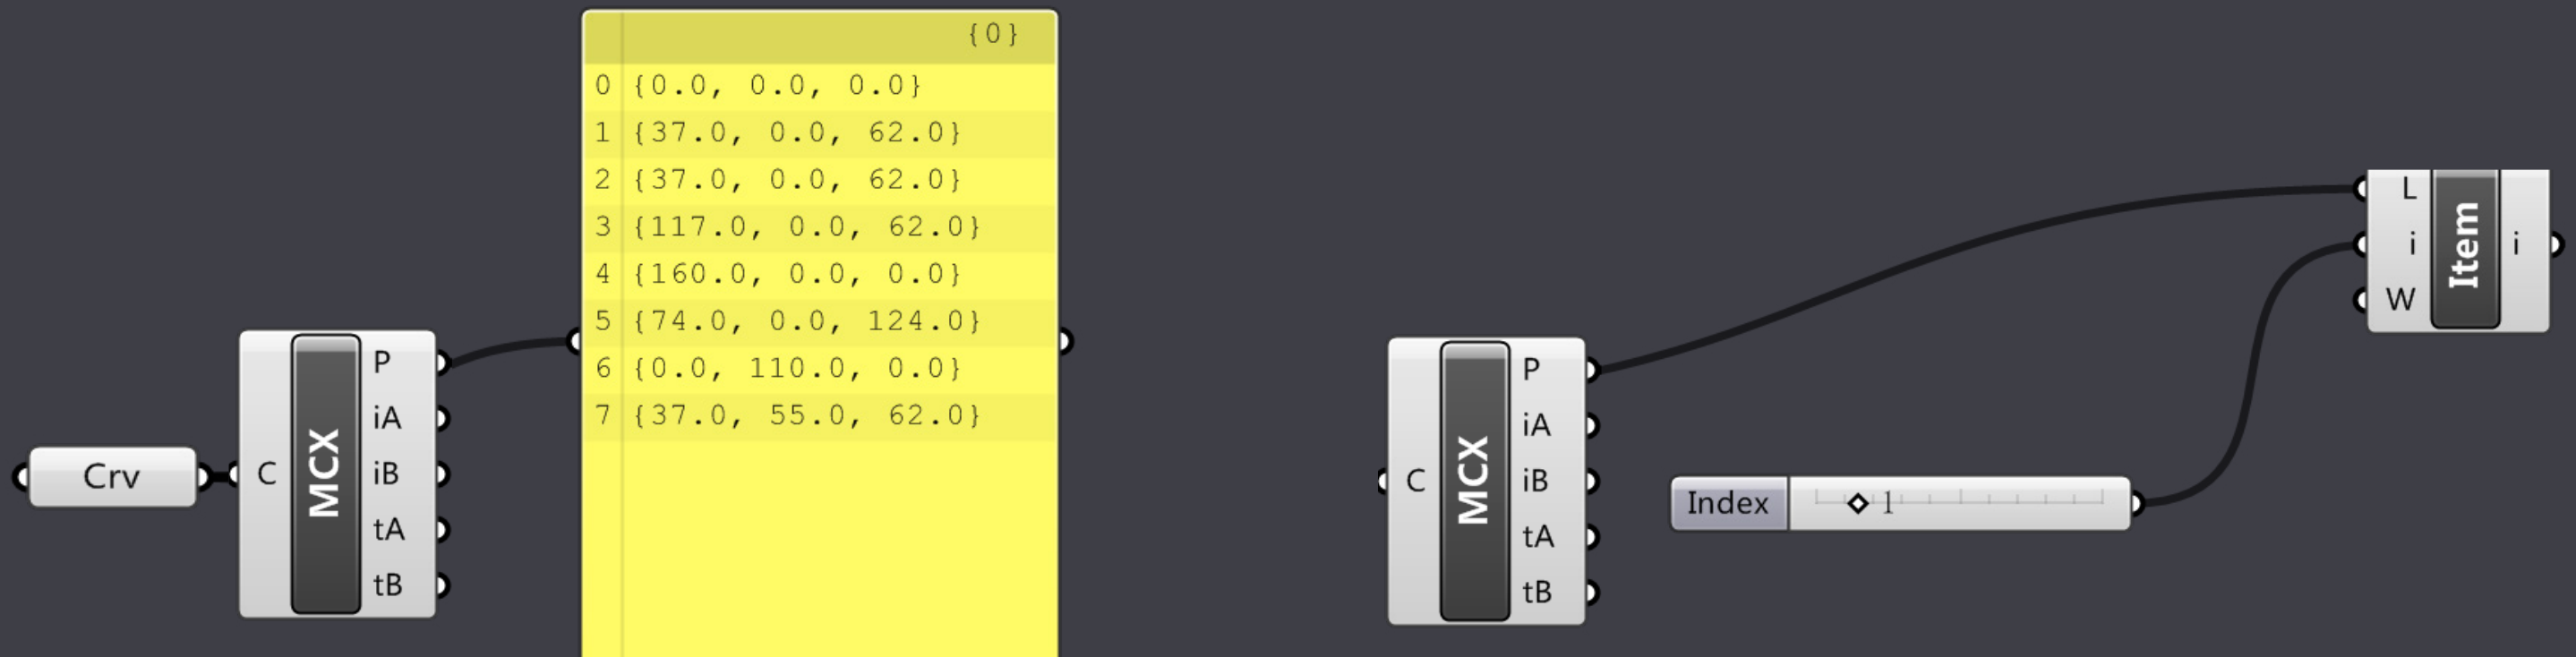 Crv
C
MCX
P
iA
iB
tA
tB
{0}
0 {0.0, 0.0, 0.0}
1 {37.0, 0.0, 62.0}
2 {37.0, 0.0, 62.0}
3 {117.0, 0.0, 62.0}
4 {160.0, 0.0, 0.0}
5 {74.0, 0.0, 124.0}
6 {0.0, 110.0, 0.0}
7 {37.0, 55.0, 62.0}
C
MCX
P
iA
iB
tA
tB
Index
1
L
i
W
Item
i